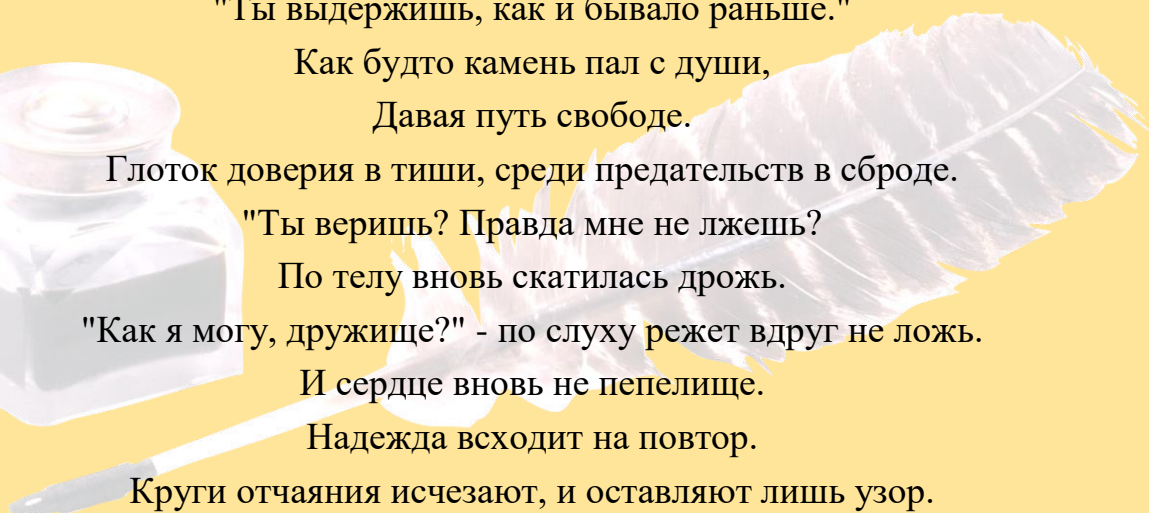 "Ты выдержишь, как и бывало раньше."
Как будто камень пал с души,
Давая путь свободе.
Глоток доверия в тиши, среди предательств в сброде.
"Ты веришь? Правда мне не лжешь?
По телу вновь скатилась дрожь.
"Как я могу, дружище?" - по слуху режет вдруг не ложь.
И сердце вновь не пепелище.
Надежда всходит на повтор.
Круги отчаяния исчезают, и оставляют лишь узор.